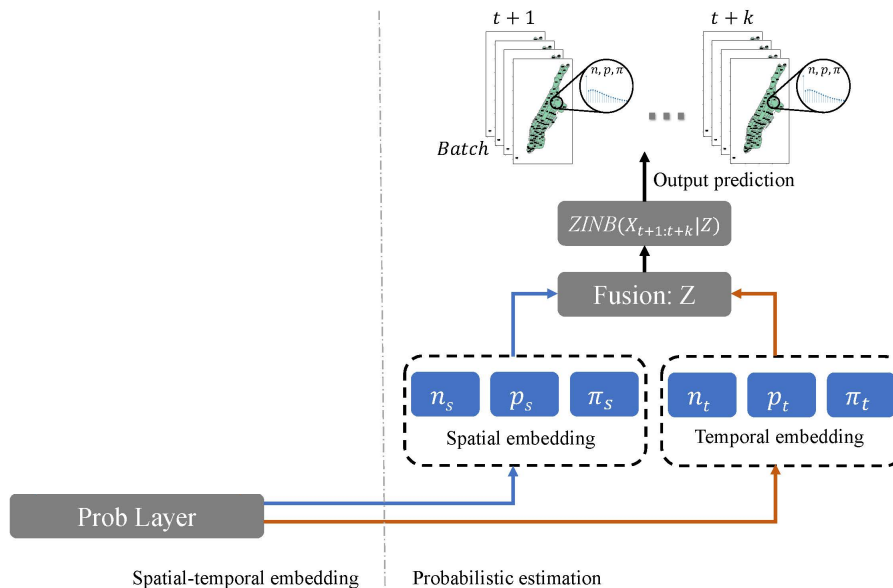 t + 1
t + k
n, p, π
n, p, π
Batch
Output prediction
ZINB(X_{t+1:t+k}|Z)
Fusion: Z
n_s p_s π_s
n_t p_t π_t
Spatial embedding
Temporal embedding
Prob Layer
Spatial-temporal embedding
Probabilistic estimation